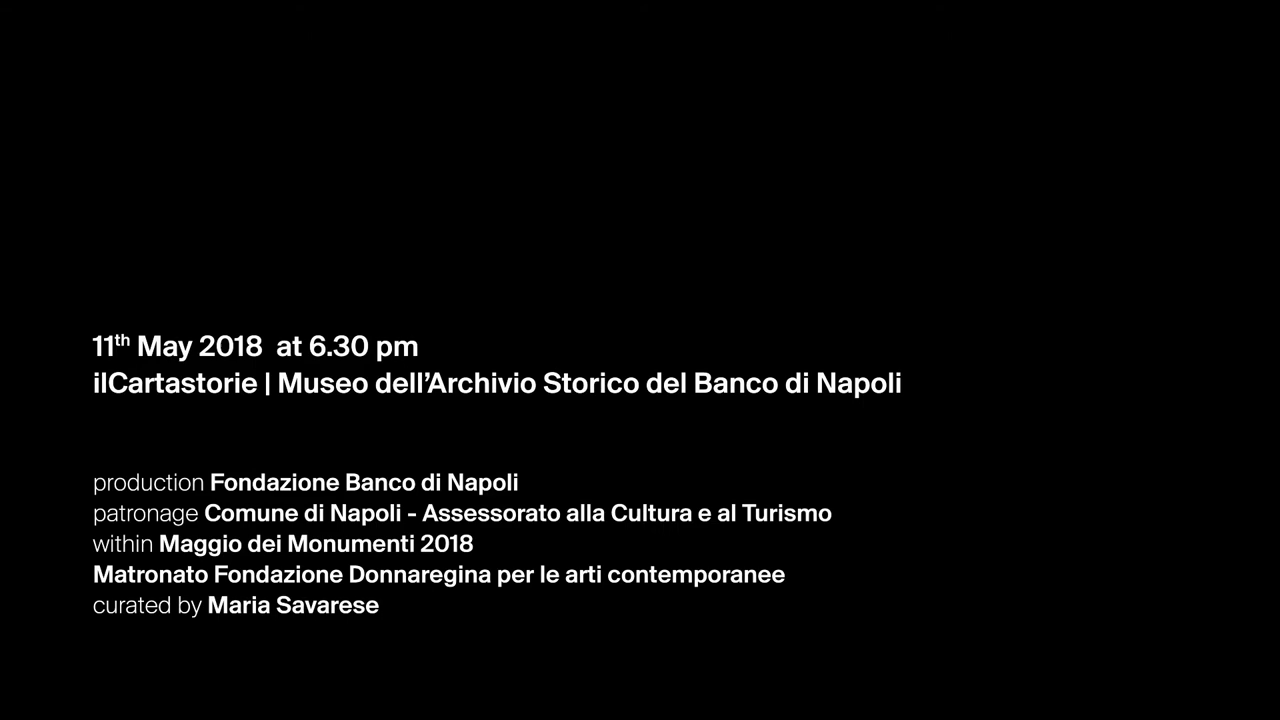 11th May 2018 at 6.30 pm
ilCartastorie | Museo dell’Archivio Storico del Banco di Napoli
production Fondazione Banco di Napoli
patronage Comune di Napoli - Assessorato alla Cultura e al Turismo
within Maggio dei Monumenti 2018
Matronato Fondazione Donnaregina per le arti contemporanee
curated by Maria Savarese